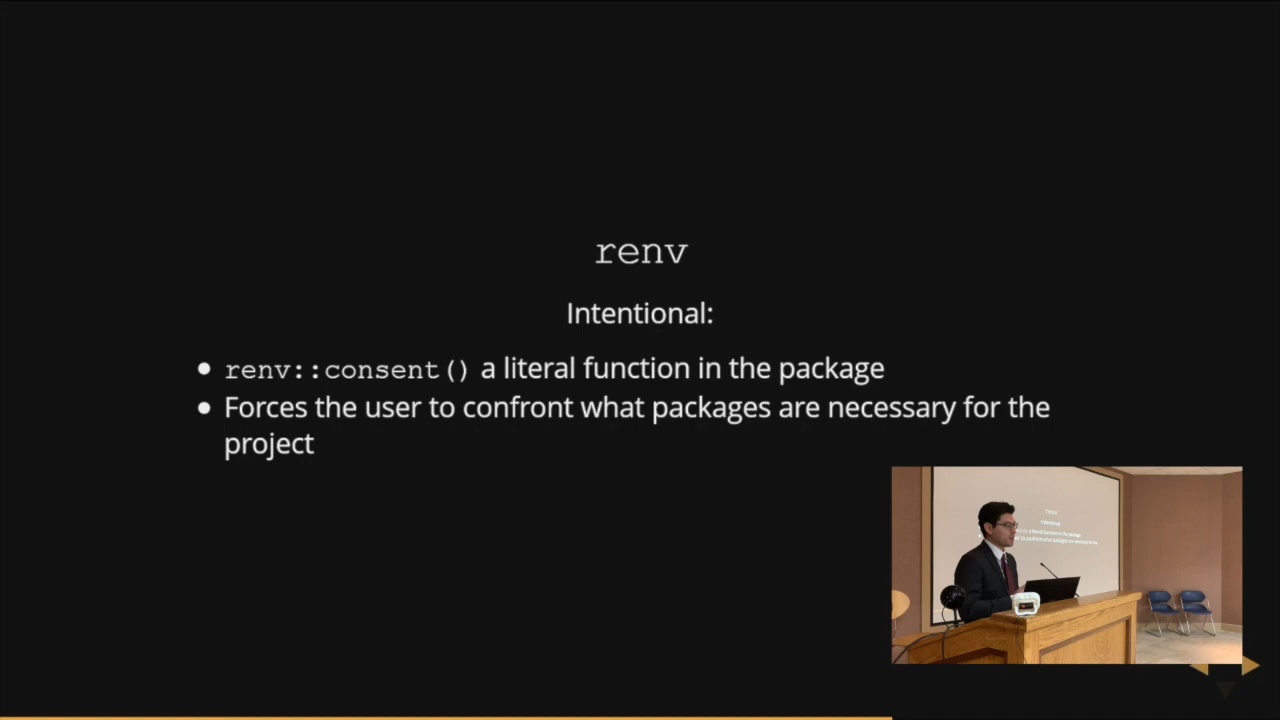 renv
Intentional:
renv::consent() a literal function in the package
Forces the user to confront what packages are necessary for the
project